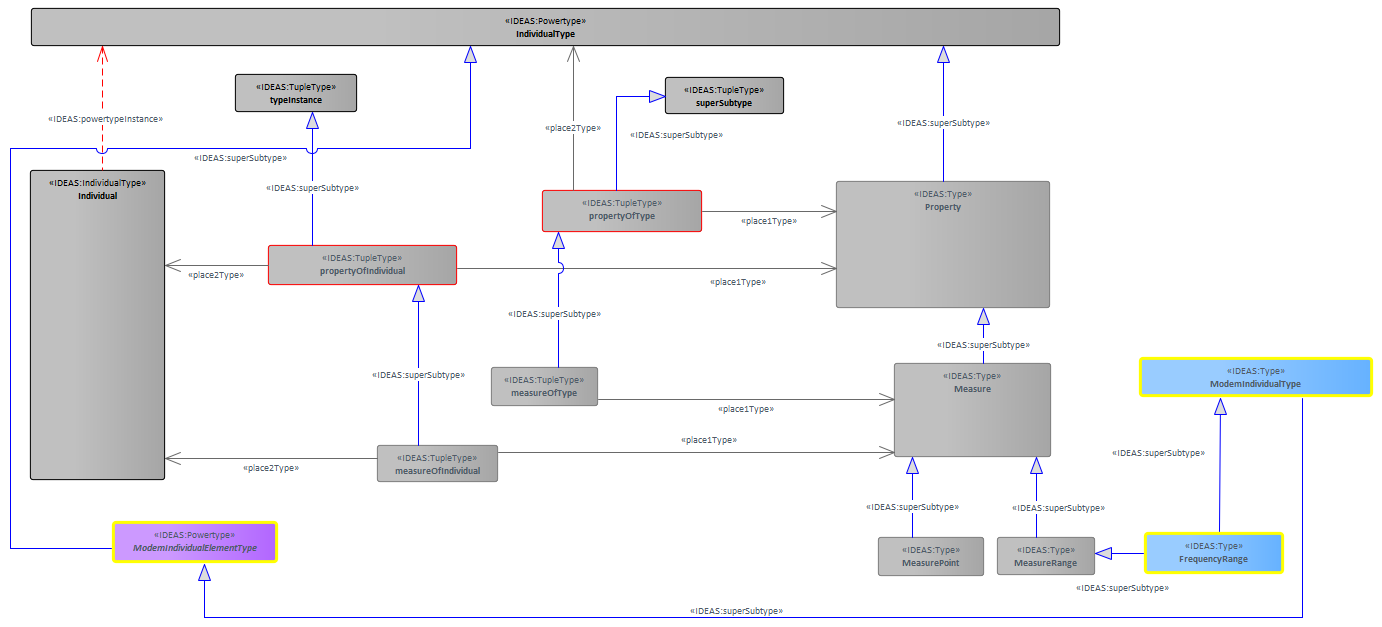 «IDEAS:Powertype»
IndividualType
«IDEAS:TupleType»
typeInstance
«IDEAS:TupleType»
superSubtype
«IDEAS:powertypeInstance»
«place2Type»
«IDEAS:superSubtype»
«IDEAS:superSubtype»
«IDEAS:superSubtype»
«IDEAS:IndividualType»
Individual
«IDEAS:superSubtype»
«IDEAS:TupleType»
propertyOfType
«IDEAS:Type»
Property
«place1Type»
«IDEAS:TupleType»
propertyOfIndividual
«place2Type»
«place1Type»
«IDEAS:superSubtype»
«IDEAS:superSubtype»
«IDEAS:superSubtype»
«IDEAS:TupleType»
measureOfType
«IDEAS:Type»
Measure
«IDEAS:Type»
ModemIndividualType
«place1Type»
«place1Type»
«IDEAS:superSubtype»
«IDEAS:TupleType»
measureOfIndividual
«place2Type»
«IDEAS:superSubtype»
«IDEAS:superSubtype»
«IDEAS:Powertype»
ModemIndividualElementType
«IDEAS:Type»
MeasurePoint
«IDEAS:Type»
MeasureRange
«IDEAS:Type»
FrequencyRange
«IDEAS:superSubtype»
«IDEAS:superSubtype»